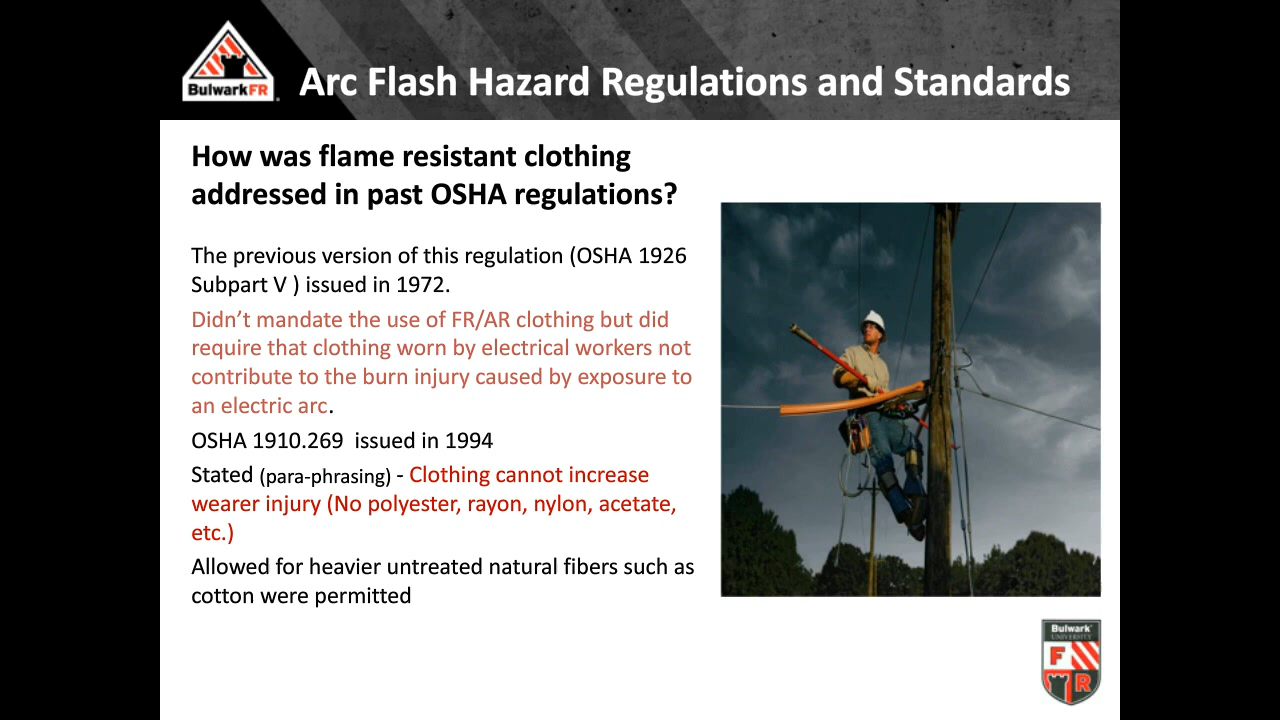 BulwarkFR
Arc Flash Hazard Regulations and Standards
How was flame resistant clothing
addressed in past OSHA regulations?
The previous version of this regulation (OSHA 1926
Subpart V ) issued in 1972.
Didn’t mandate the use of FR/AR clothing but did
require that clothing worn by electrical workers not
contribute to the burn injury caused by exposure to
an electric arc.
OSHA 1910.269  issued in 1994
Stated (para-phrasing) - Clothing cannot increase
wearer injury (No polyester, rayon, nylon, acetate,
etc.)
Allowed for heavier untreated natural fibers such as
cotton were permitted
Bulwark
UNIVERSITY
F
R